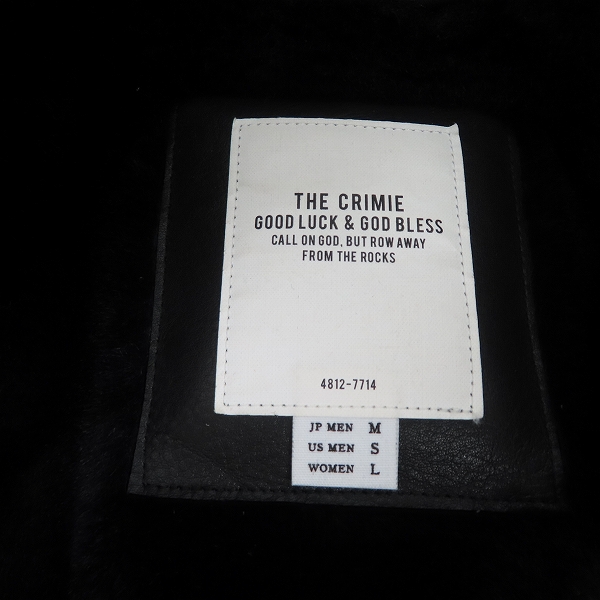 THE CRIMIE
GOOD LUCK & GOD BLESS
CALL ON GOD, BUT ROW AWAY
FROM THE ROCKS
4812-7714
JP MEN M
US MEN S
WOMEN L